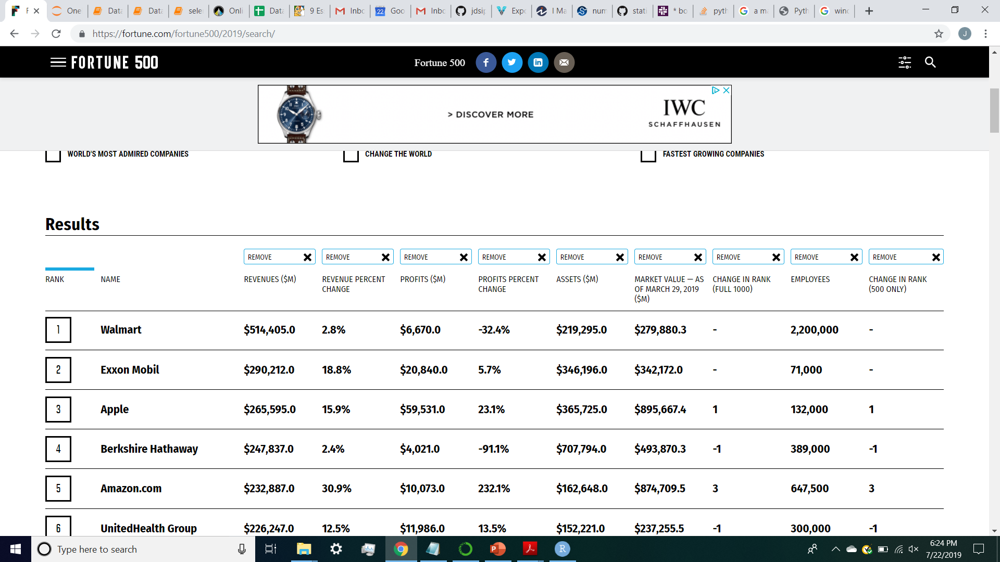 F
One
Data
Data
sele
Onli
Data
9 Es
Inbo
22
Goo
Inbo
jdsip
Expo
I Ma
num
stati
* bo
pyth
a ma
Pyth
wind
https://fortune.com/fortune500/2019/search/
J
FORTUNE 500
Fortune 500
> DISCOVER MORE
IWC
SCHAFFHAUSEN
WORLD'S MOST ADMIRED COMPANIES
CHANGE THE WORLD
FASTEST GROWING COMPANIES
Results
REMOVE REMOVE REMOVE REMOVE REMOVE REMOVE REMOVE REMOVE REMOVE
RANK NAME REVENUES ($M) REVENUE PERCENT CHANGE PROFITS ($M) PROFITS PERCENT CHANGE ASSETS ($M) MARKET VALUE — AS OF MARCH 29, 2019 ($M) CHANGE IN RANK (FULL 1000) EMPLOYEES CHANGE IN RANK (500 ONLY)
1 Walmart $514,405.0 2.8% $6,670.0 -32.4% $219,295.0 $279,880.3 - 2,200,000 -
2 Exxon Mobil $290,212.0 18.8% $20,840.0 5.7% $346,196.0 $342,172.0 - 71,000 -
3 Apple $265,595.0 15.9% $59,531.0 23.1% $365,725.0 $895,667.4 1 132,000 1
4 Berkshire Hathaway $247,837.0 2.4% $4,021.0 -91.1% $707,794.0 $493,870.3 -1 389,000 -1
5 Amazon.com $232,887.0 30.9% $10,073.0 232.1% $162,648.0 $874,709.5 3 647,500 3
6 UnitedHealth Group $226,247.0 12.5% $11,986.0 13.5% $152,221.0 $237,255.5 -1 300,000 -1
Type here to search
6:24 PM
7/22/2019